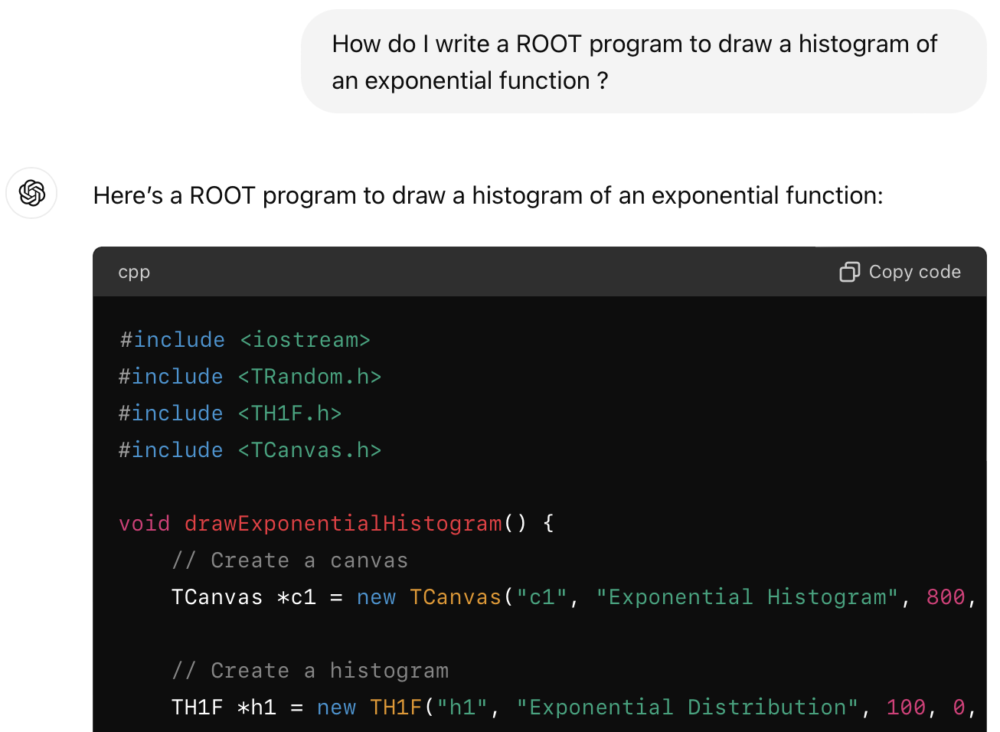 How do I write a ROOT program to draw a histogram of
an exponential function ?
Here's a ROOT program to draw a histogram of an exponential function:
cpp
Copy code
#include <iostream>
#include <TRandom.h>
#include <TH1F.h>
#include <TCanvas.h>
void drawExponentialHistogram() {
// Create a canvas
TCanvas *c1 = new TCanvas("c1", "Exponential Histogram", 800,
// Create a histogram
TH1F *h1 = new TH1F("h1", "Exponential Distribution", 100, 0,